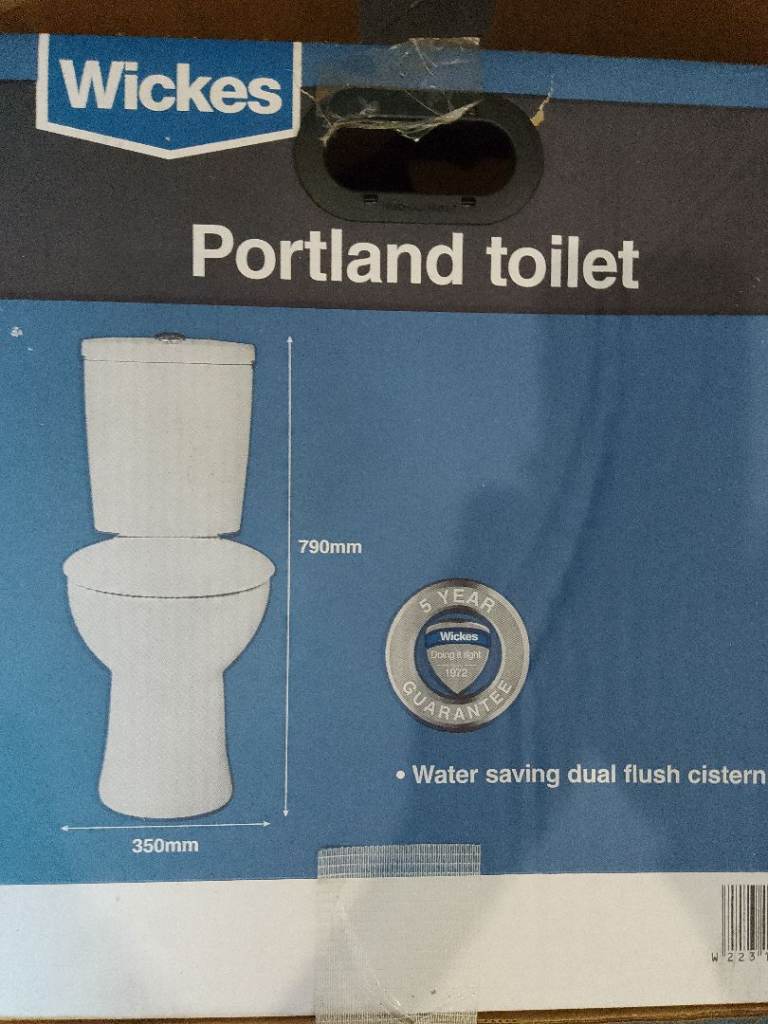 Wickes
Portland toilet
790mm
5 YEAR
Wickes
Doing it right
1972
GUARANTEE
• Water saving dual flush cistern
350mm